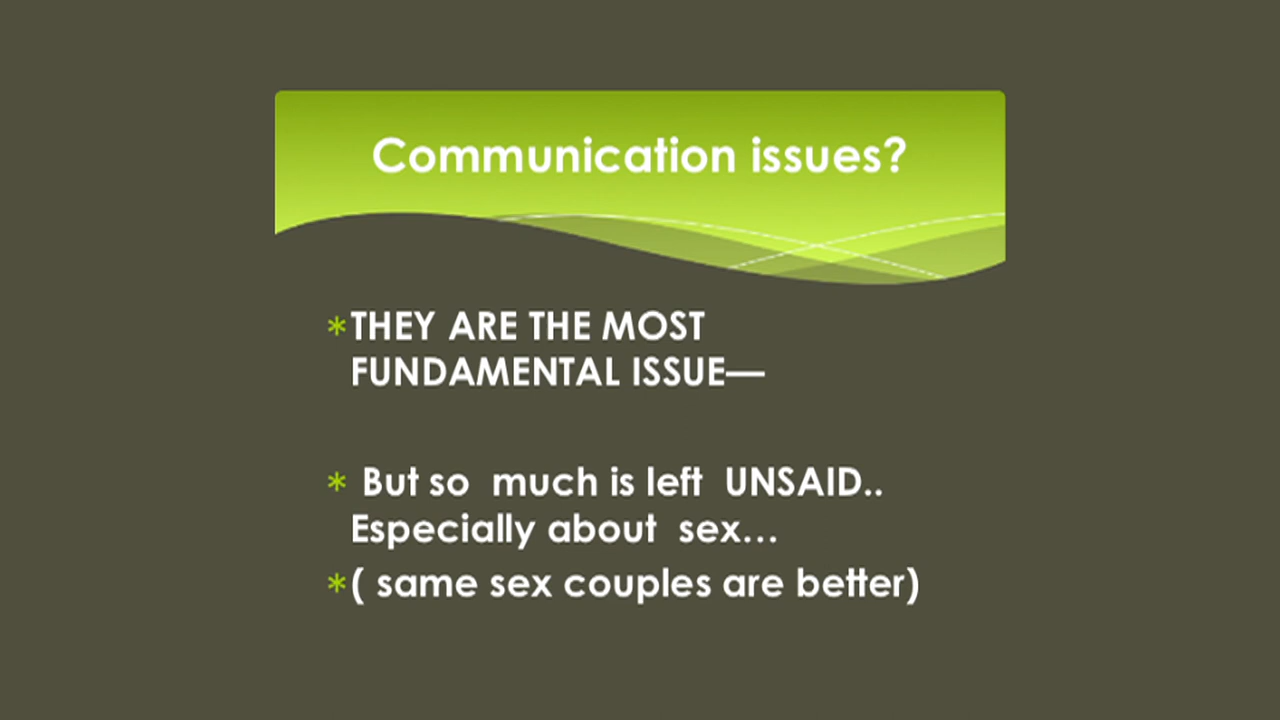 Communication issues?
*THEY ARE THE MOST
FUNDAMENTAL ISSUE—
* But so  much is left  UNSAID..
Especially about  sex...
*( same sex couples are better)